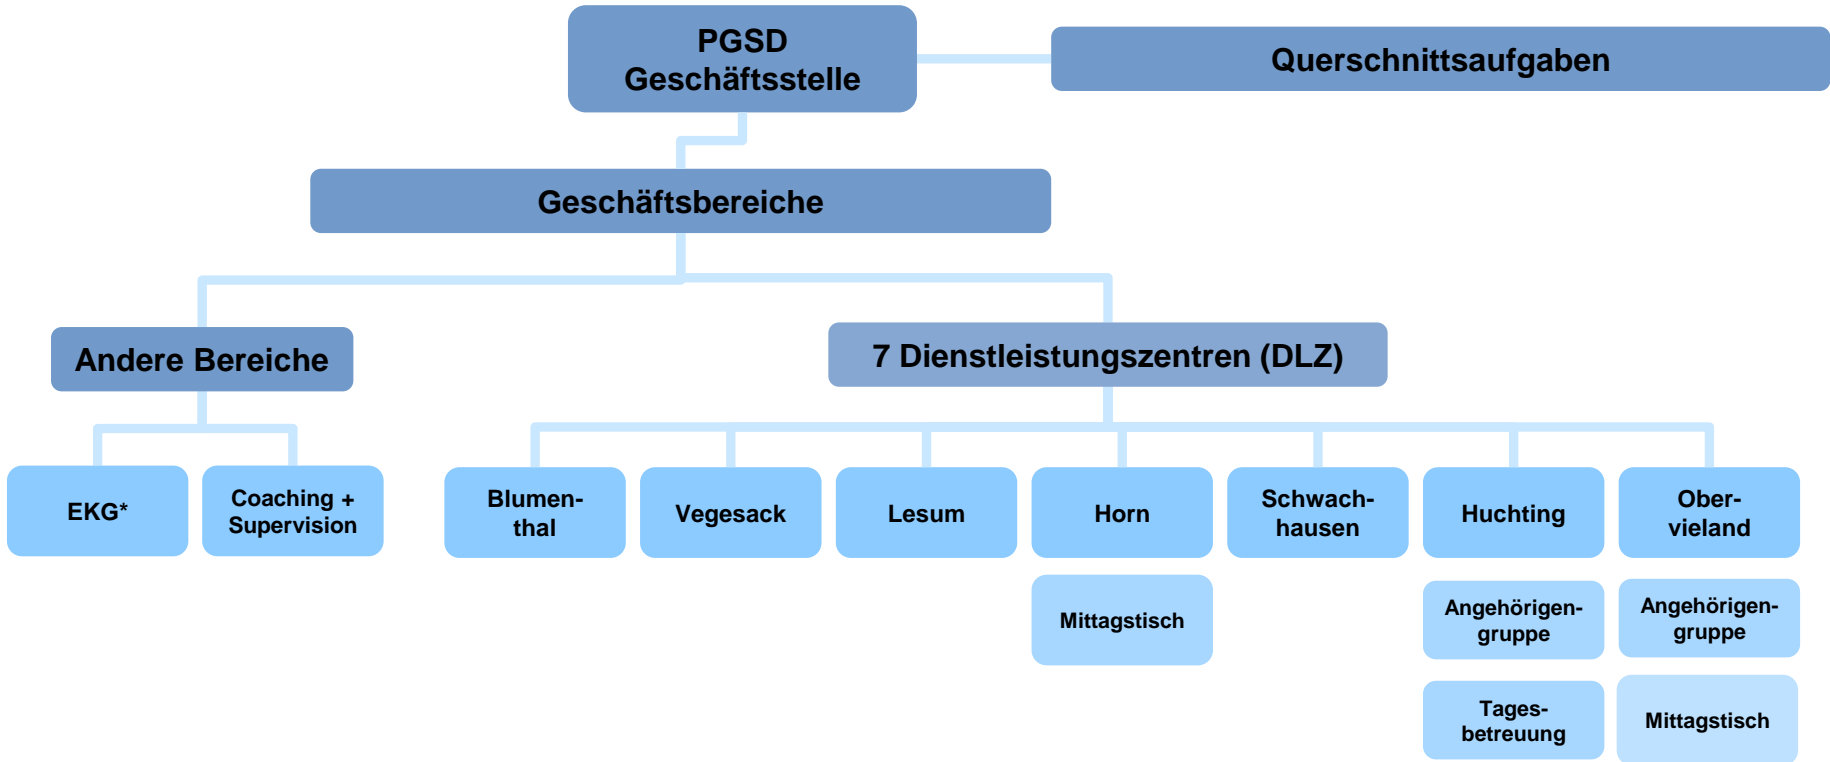 PGSD
Geschäftsstelle
Querschnittsaufgaben
Geschäftsbereiche
Andere Bereiche
7 Dienstleistungszentren (DLZ)
EKG*
Coaching +
Supervision
Blumen-
thal
Vegesack
Lesum
Horn
Schwach-
hausen
Huchting
Ober-
vieland
Mittagstisch
Angehörigen-
gruppe
Angehörigen-
gruppe
Tages-
betreuung
Mittagstisch